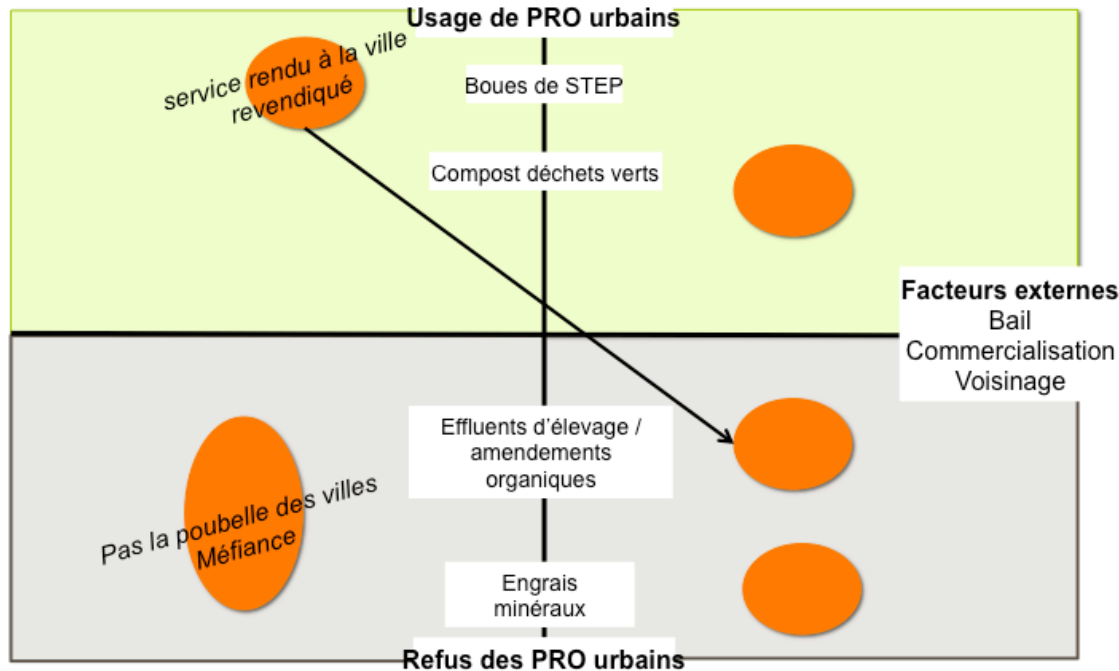 Usage de PRO urbains
service rendu à la ville
revendiqué
Boues de STEP
Compost déchets verts
Facteurs externes
Bail
Commercialisation
Voisinage
Effluents d'élevage /
amendements
organiques
Pas la poubelle des villes
Méfiance
Engrais
minéraux
Refus des PRO urbains